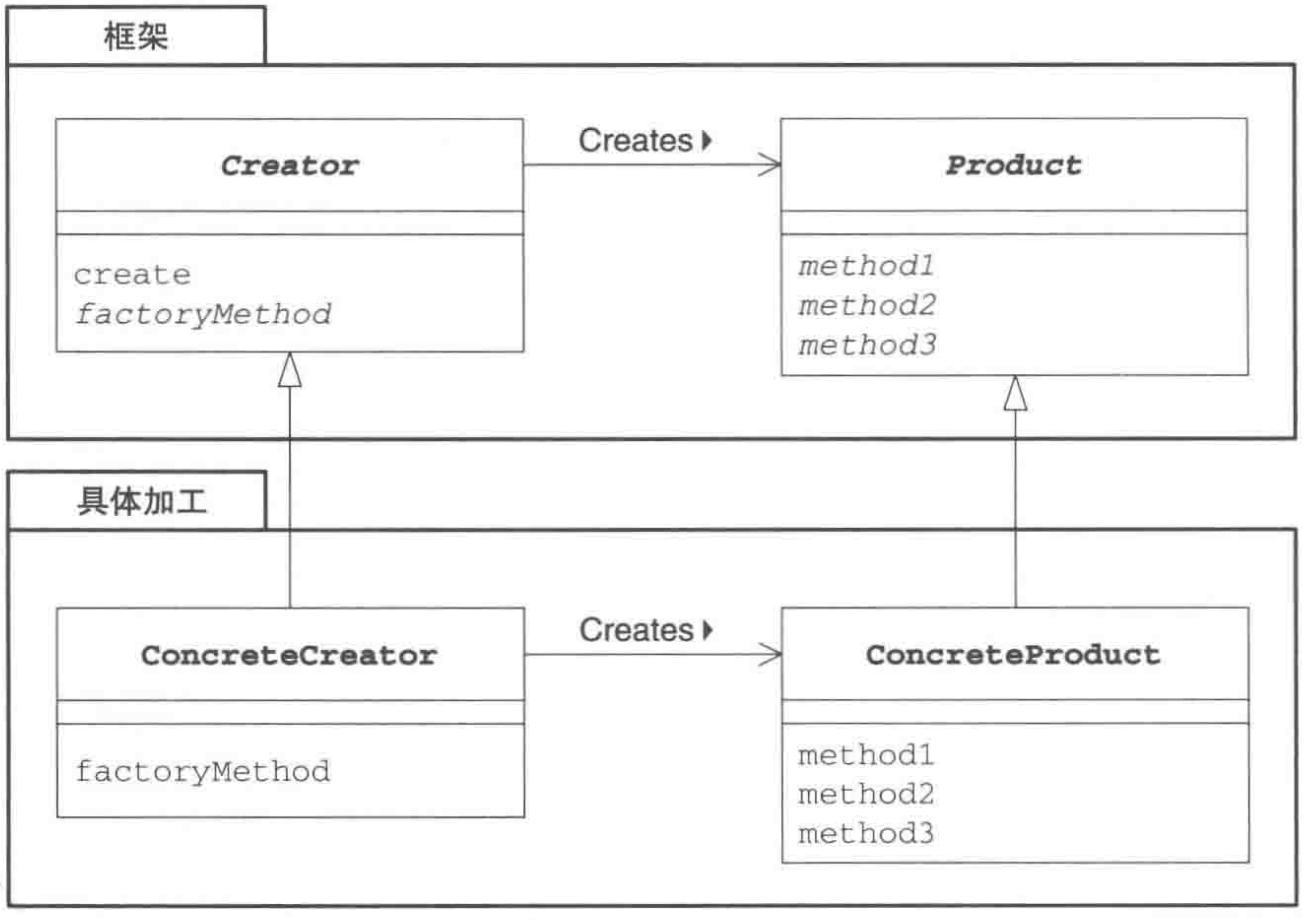 框架
Creator
Creates
Product
create
factoryMethod
method1
method2
method3
具体加工
ConcreteCreator
Creates
ConcreteProduct
factoryMethod
method1
method2
method3